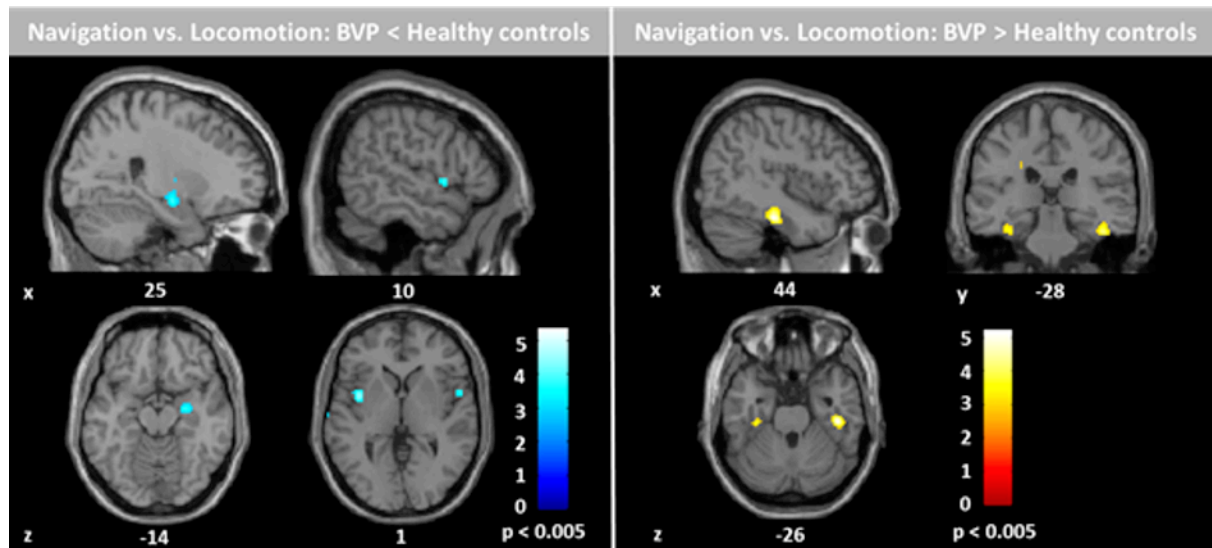 Navigation vs. Locomotion: BVP < Healthy controls
x
25
10
z
-14
1
5
4
3
2
1
0
p < 0.005
Navigation vs. Locomotion: BVP > Healthy controls
x
44
y
-28
z
-26
5
4
3
2
1
0
p < 0.005